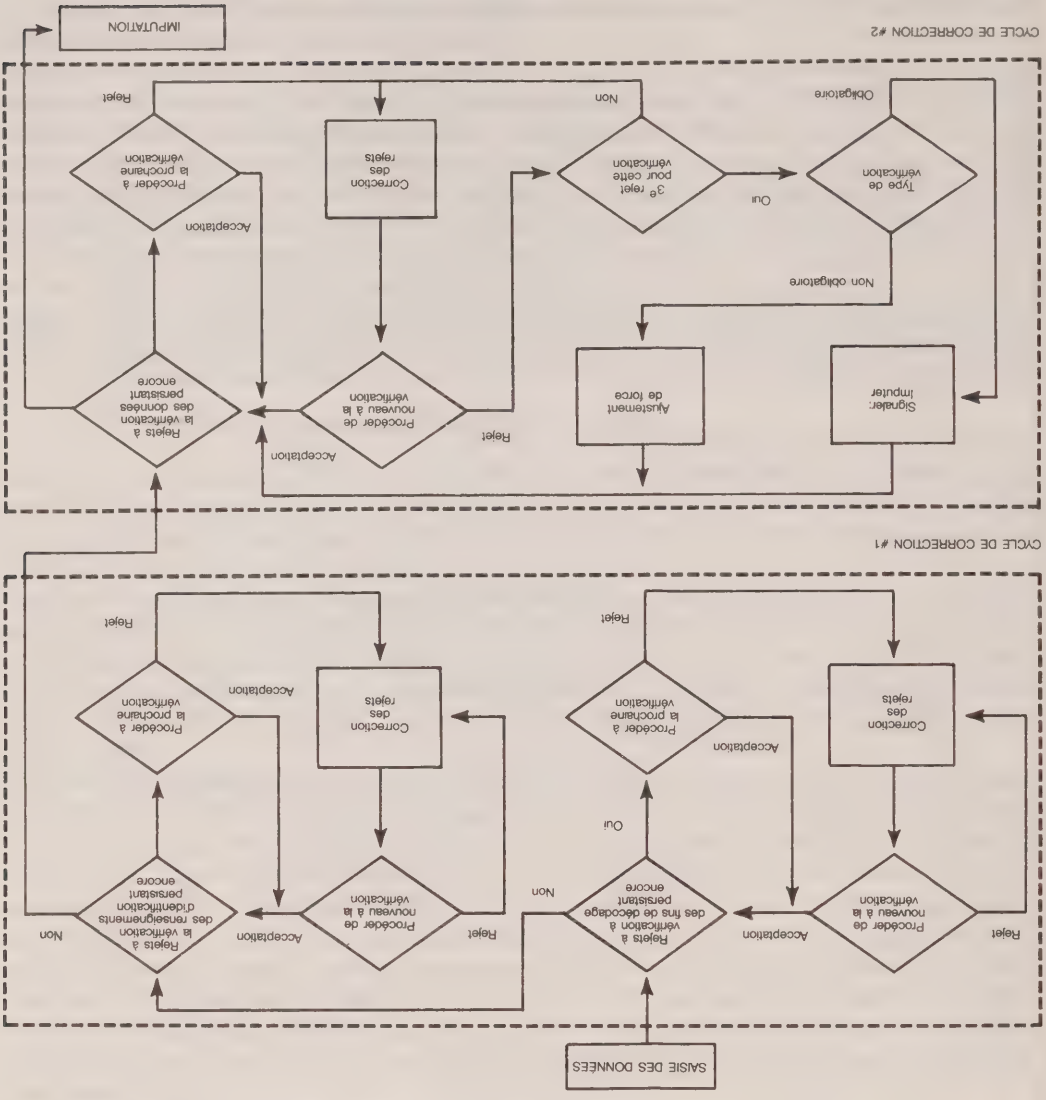 SAISIE DES DONNÉES
Rejet
Procéder de
nouveau à la
vérification
Acceptation
Rejets à
vérification à
des fins de décodage
persistant
encore
Non
Rejet
Procéder de
nouveau à la
vérification
Acceptation
Rejets à
la vérification
des renseignements
d'identification
persistant
encore
Non
Oui
Correction
des
rejets
Acceptation
Procéder à
la prochaine
vérification
Correction
des
rejets
Acceptation
Procéder à
la prochaine
vérification
Rejet
Rejet
CYCLE DE CORRECTION #1
Signaler:
Imputer
Ajustement
de force
Rejet
Procéder de
nouveau à la
vérification
Acceptation
Rejets à
la vérification
des données
persistant
encore
Non obligatoire
Type de
vérification
Oui
3e rejet
pour cette
vérification
Correction
des
rejets
Acceptation
Procéder à
la prochaine
vérification
Obligatoire
Non
Rejet
CYCLE DE CORRECTION #2
IMPUTATION